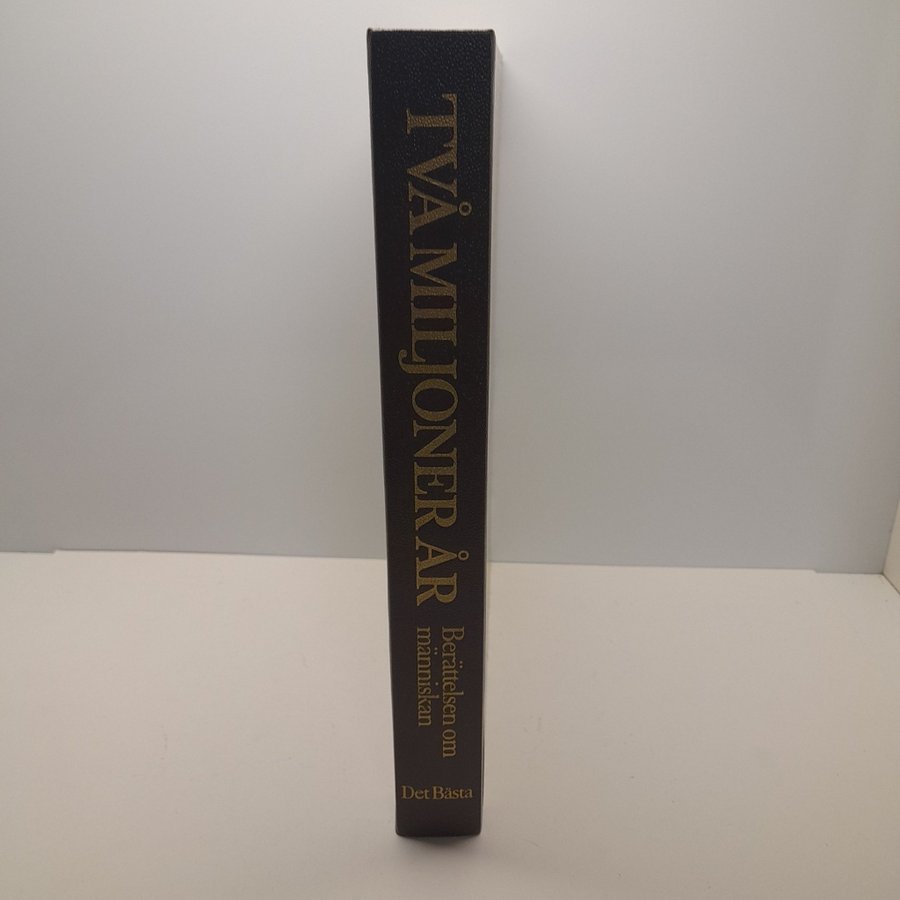 TVÅ MILJONER ÅR
Berättelsen om
människan
Det Bästa